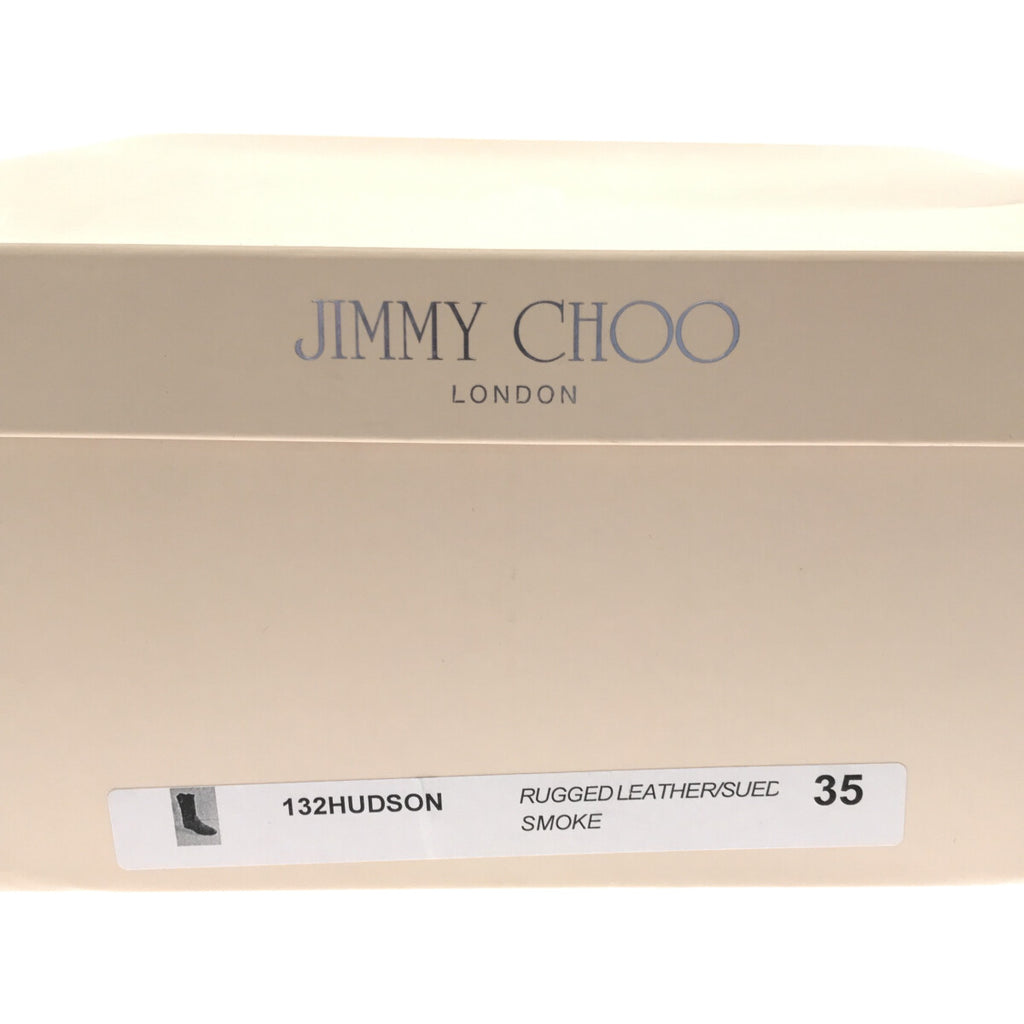 JIMMY CHOO
LONDON
132HUDSON
RUGGED LEATHER/SUED
SMOKE
35